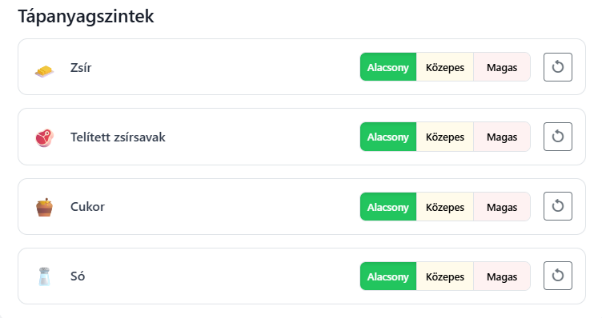 Tápanyagszintek
Zsír Alacsony Közepes Magas
Telített zsírsavak Alacsony Közepes Magas
Cukor Alacsony Közepes Magas
Só Alacsony Közepes Magas